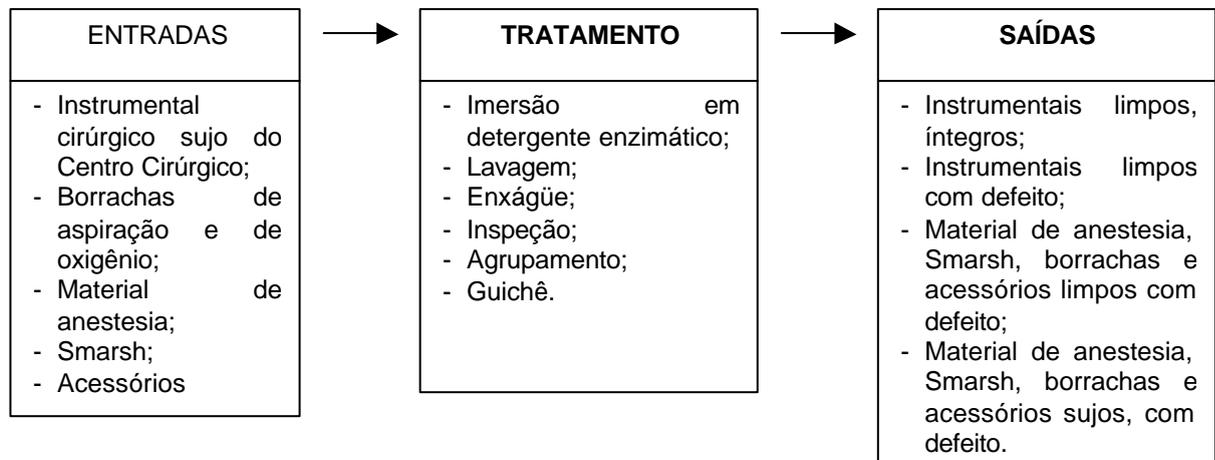 ENTRADAS
- Instrumental
cirúrgico sujo do
Centro Cirúrgico;
- Borrachas de
aspiração e de
oxigênio;
- Material de
anestesia;
- Smarsh;
- Acessórios
TRATAMENTO
- Imersão em
detergente enzimático;
- Lavagem;
- Enxágüe;
- Inspeção;
- Agrupamento;
- Guichê.
SAÍDAS
- Instrumentais limpos,
íntegros;
- Instrumentais limpos
com defeito;
- Material de anestesia,
Smarsh, borrachas e
acessórios limpos com
defeito;
- Material de anestesia,
Smarsh, borrachas e
acessórios sujos, com
defeito.